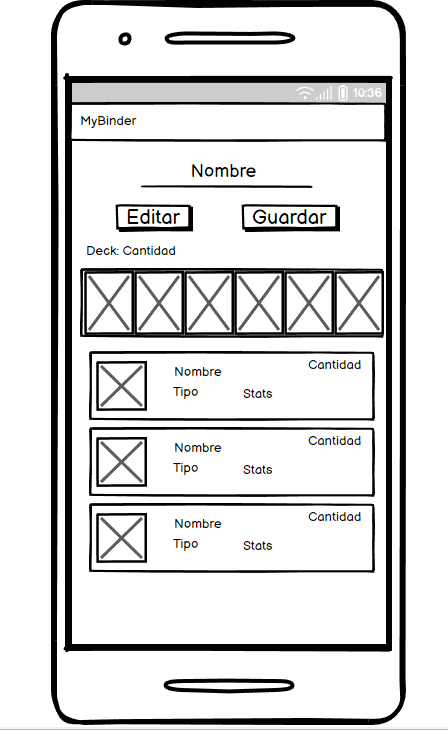 10:36
MyBinder
Nombre
Editar Guardar
Deck: Cantidad
Nombre Cantidad
Tipo Stats
Nombre Cantidad
Tipo Stats
Nombre Cantidad
Tipo Stats